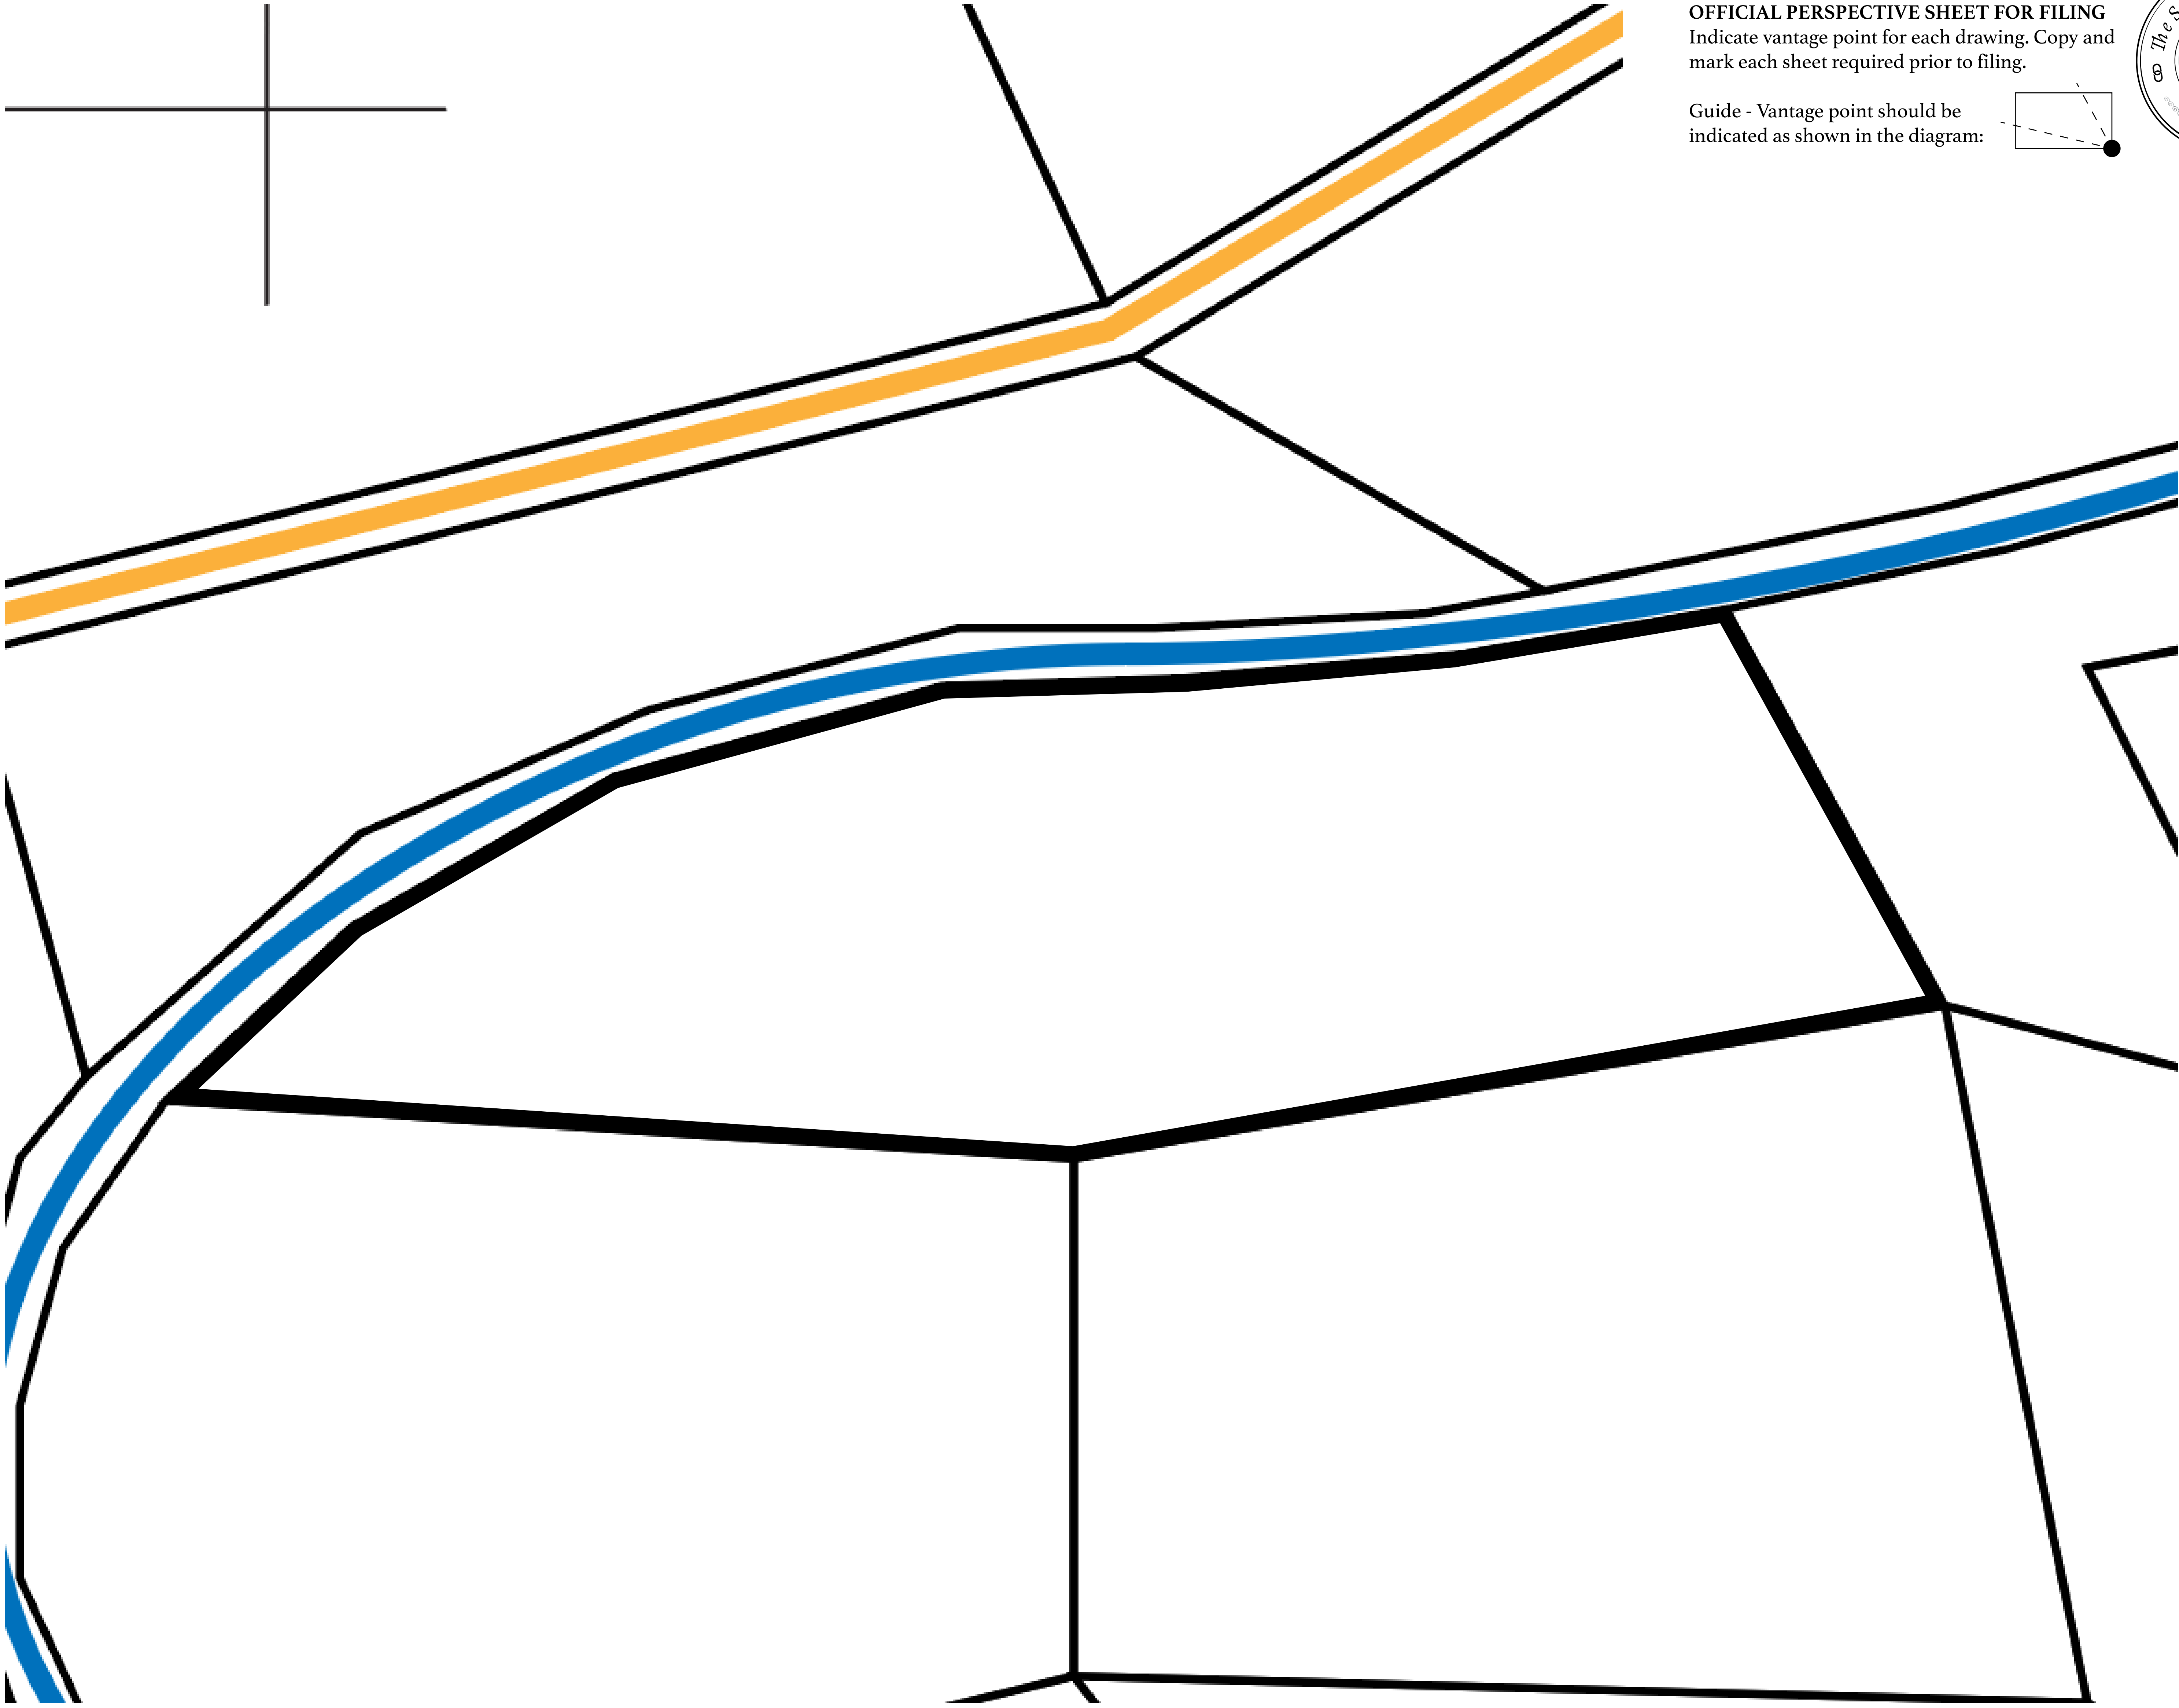 OFFICIAL PERSPECTIVE SHEET FOR FILING
Indicate vantage point for each drawing. Copy and
mark each sheet required prior to filing.
Guide - Vantage point should be
indicated as shown in the diagram:
The